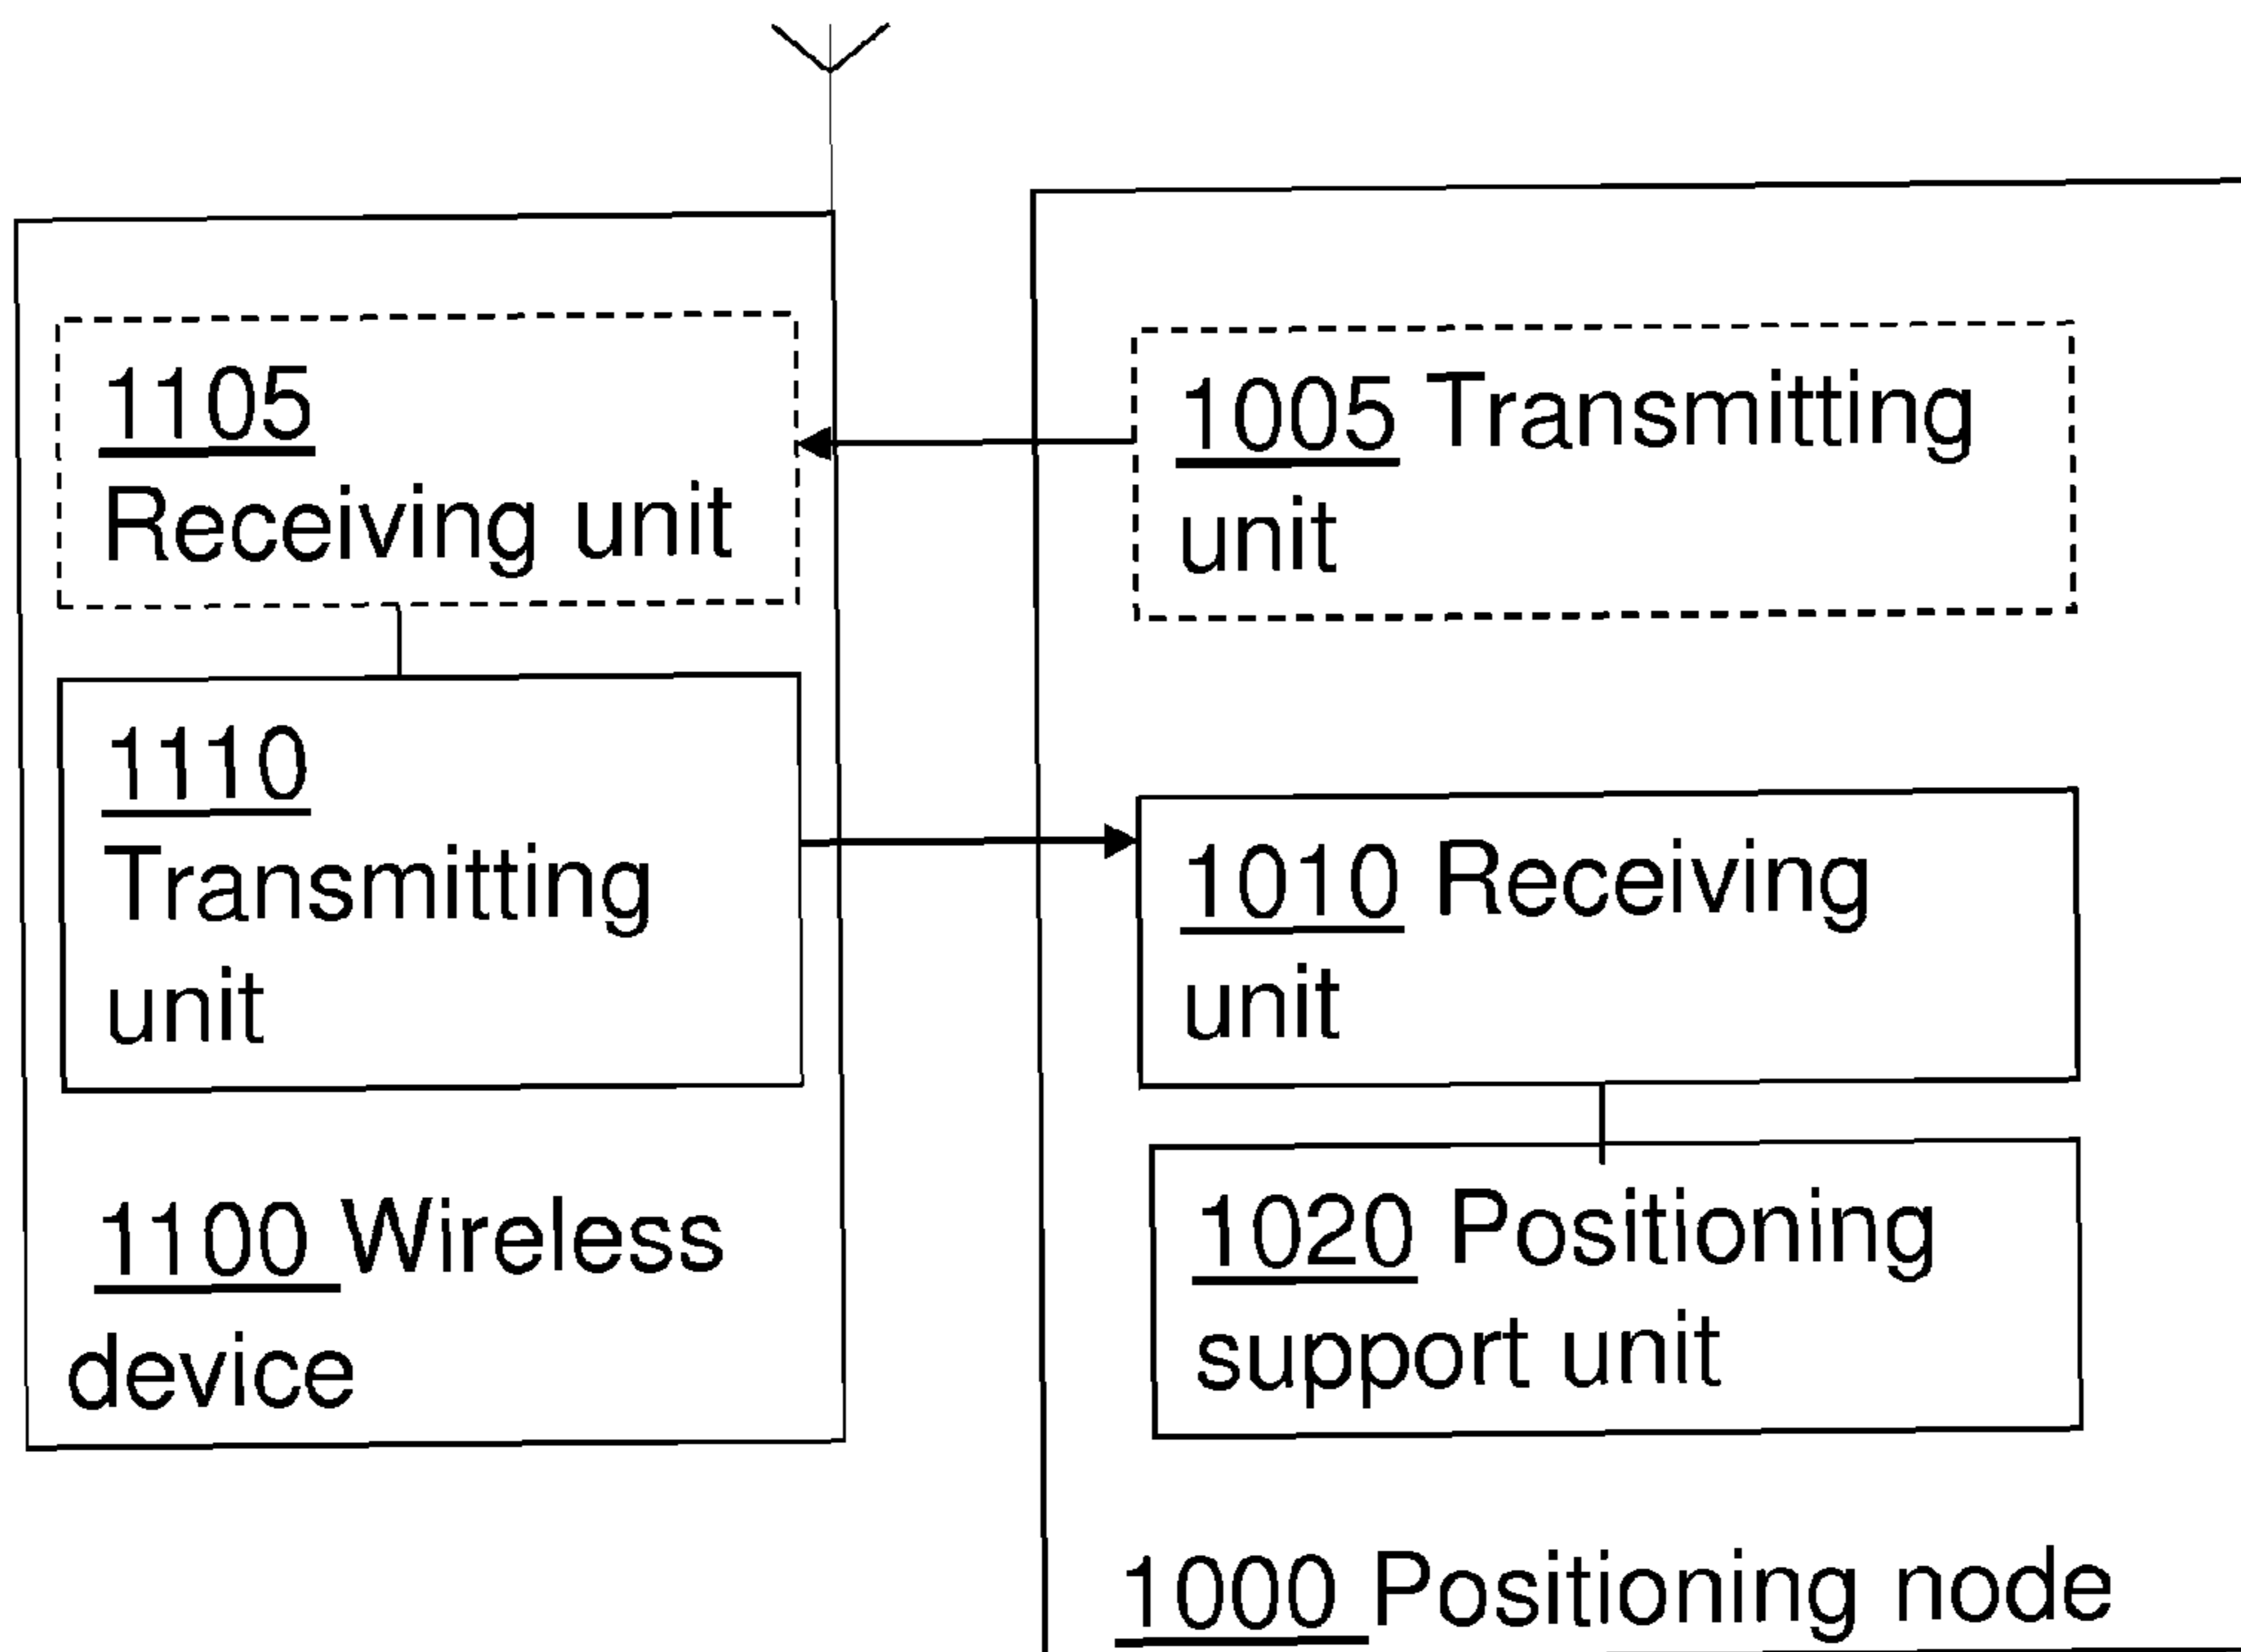 1105
Receiving unit
1110
Transmitting
unit
1100 Wireless
device
1005 Transmitting
unit
1010 Receiving
unit
1020 Positioning
support unit
1000 Positioning node